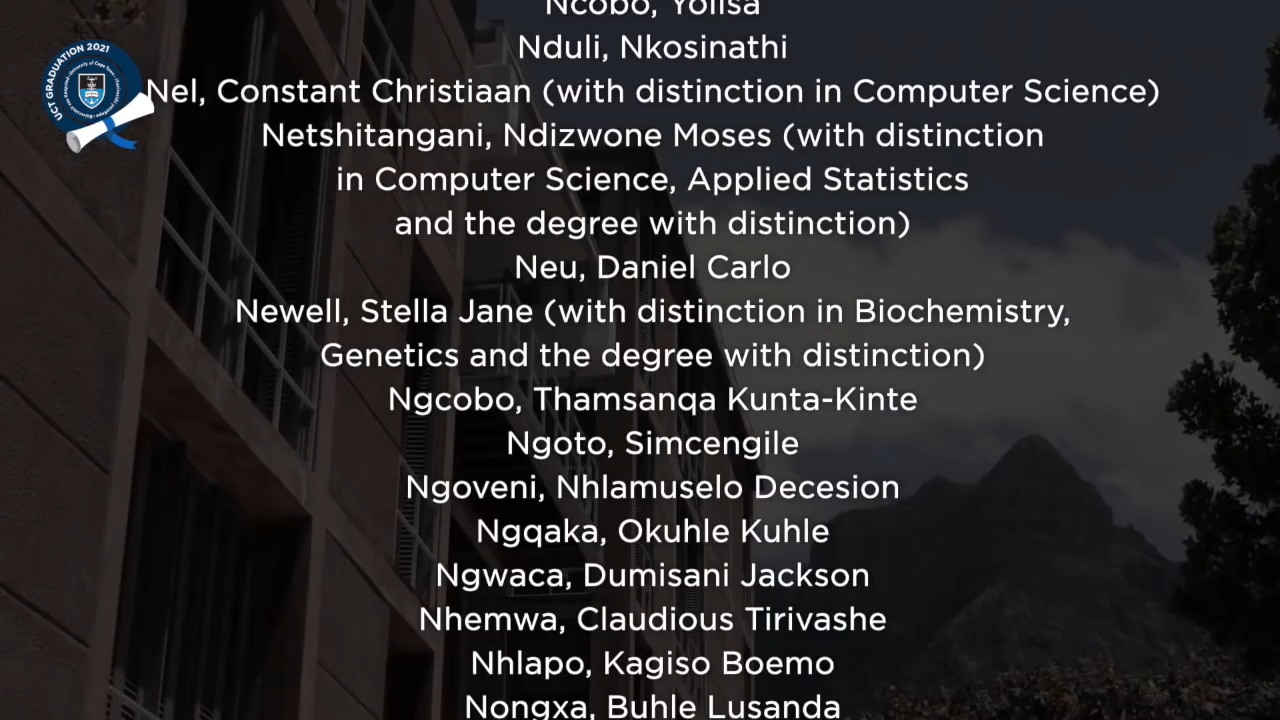 Ncobo, Yolisa
UCT GRADUATION 2021
Nduli, Nkosinathi
Nel, Constant Christiaan (with distinction in Computer Science)
Netshitangani, Ndizwone Moses (with distinction
in Computer Science, Applied Statistics
and the degree with distinction)
Neu, Daniel Carlo
Newell, Stella Jane (with distinction in Biochemistry,
Genetics and the degree with distinction)
Ngcobo, Thamsanqa Kunta-Kinte
Ngoto, Simcengile
Ngoveni, Nhlamuselo Decesion
Ngqaka, Okuhle Kuhle
Ngwaca, Dumisani Jackson
Nhemwa, Claudious Tirivashe
Nhlapo, Kagiso Boemo
Nongxa, Buhle Lusanda